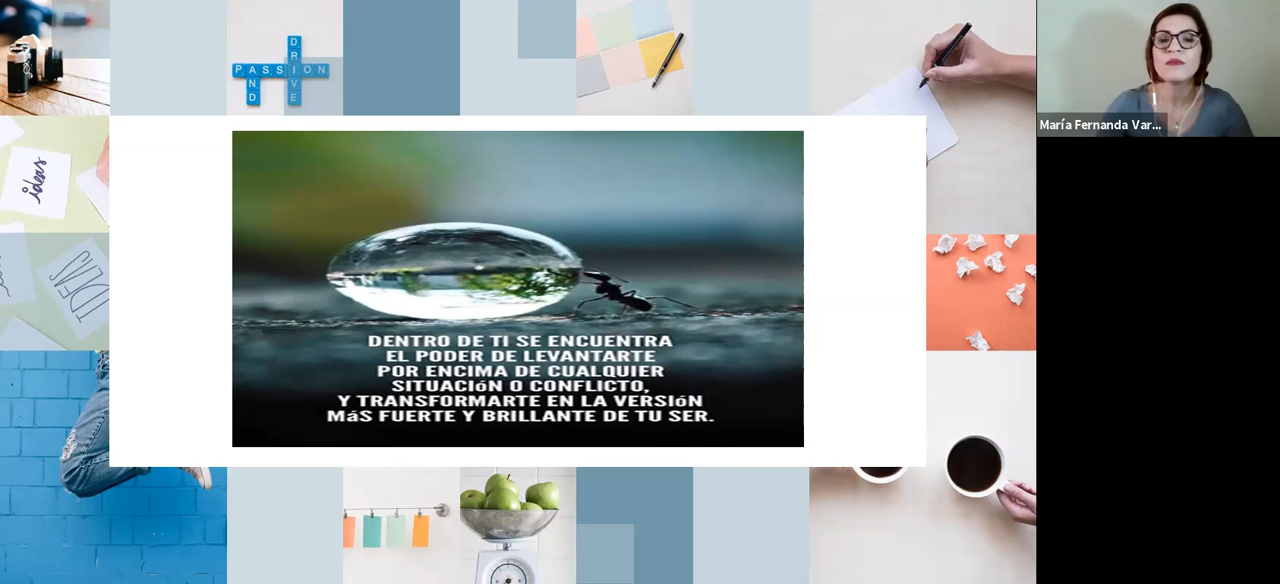 DRIVE
PASSION
AND
ideas
IDEAS
María Fernanda Var...
DENTRO DE TI SE ENCUENTRA
EL PODER DE LEVANTARTE
POR ENCIMA DE CUALQUIER
SITUACIóN O CONFLICTO,
Y TRANSFORMARTE EN LA VERSIóN
MáS FUERTE Y BRILLANTE DE TU SER.